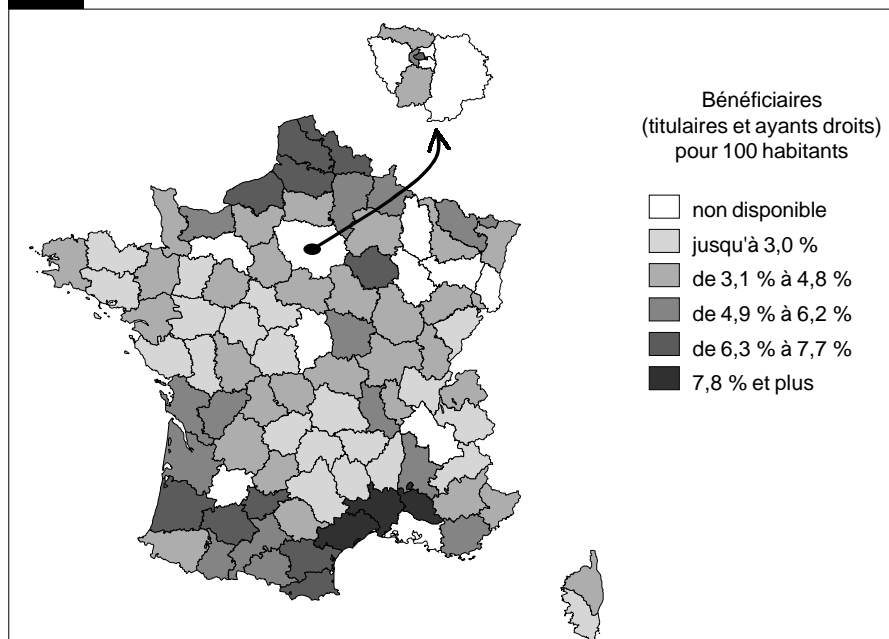 Bénéficiaires
(titulaires et ayants droits)
pour 100 habitants
non disponible
jusqu'à 3,0 %
de 3,1 % à 4,8 %
de 4,9 % à 6,2 %
de 6,3 % à 7,7 %
7,8 % et plus